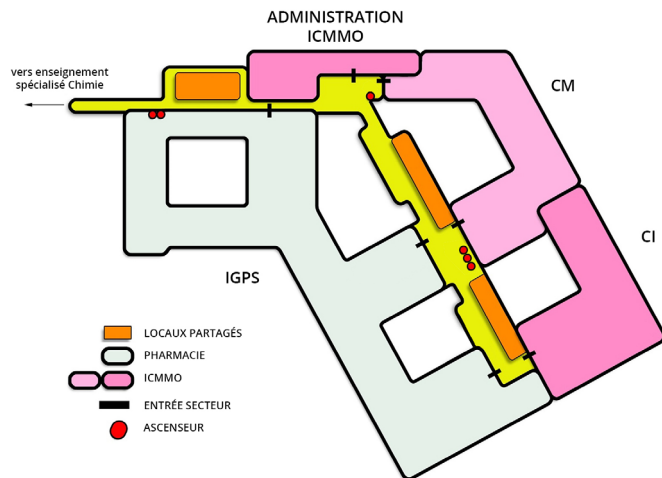 ADMINISTRATION
ICMMO
vers enseignement
spécialisé Chimie
CM
CI
IGPS
LOCAUX PARTAGÉS
PHARMACIE
ICMMO
ENTRÉE SECTEUR
ASCENSEUR